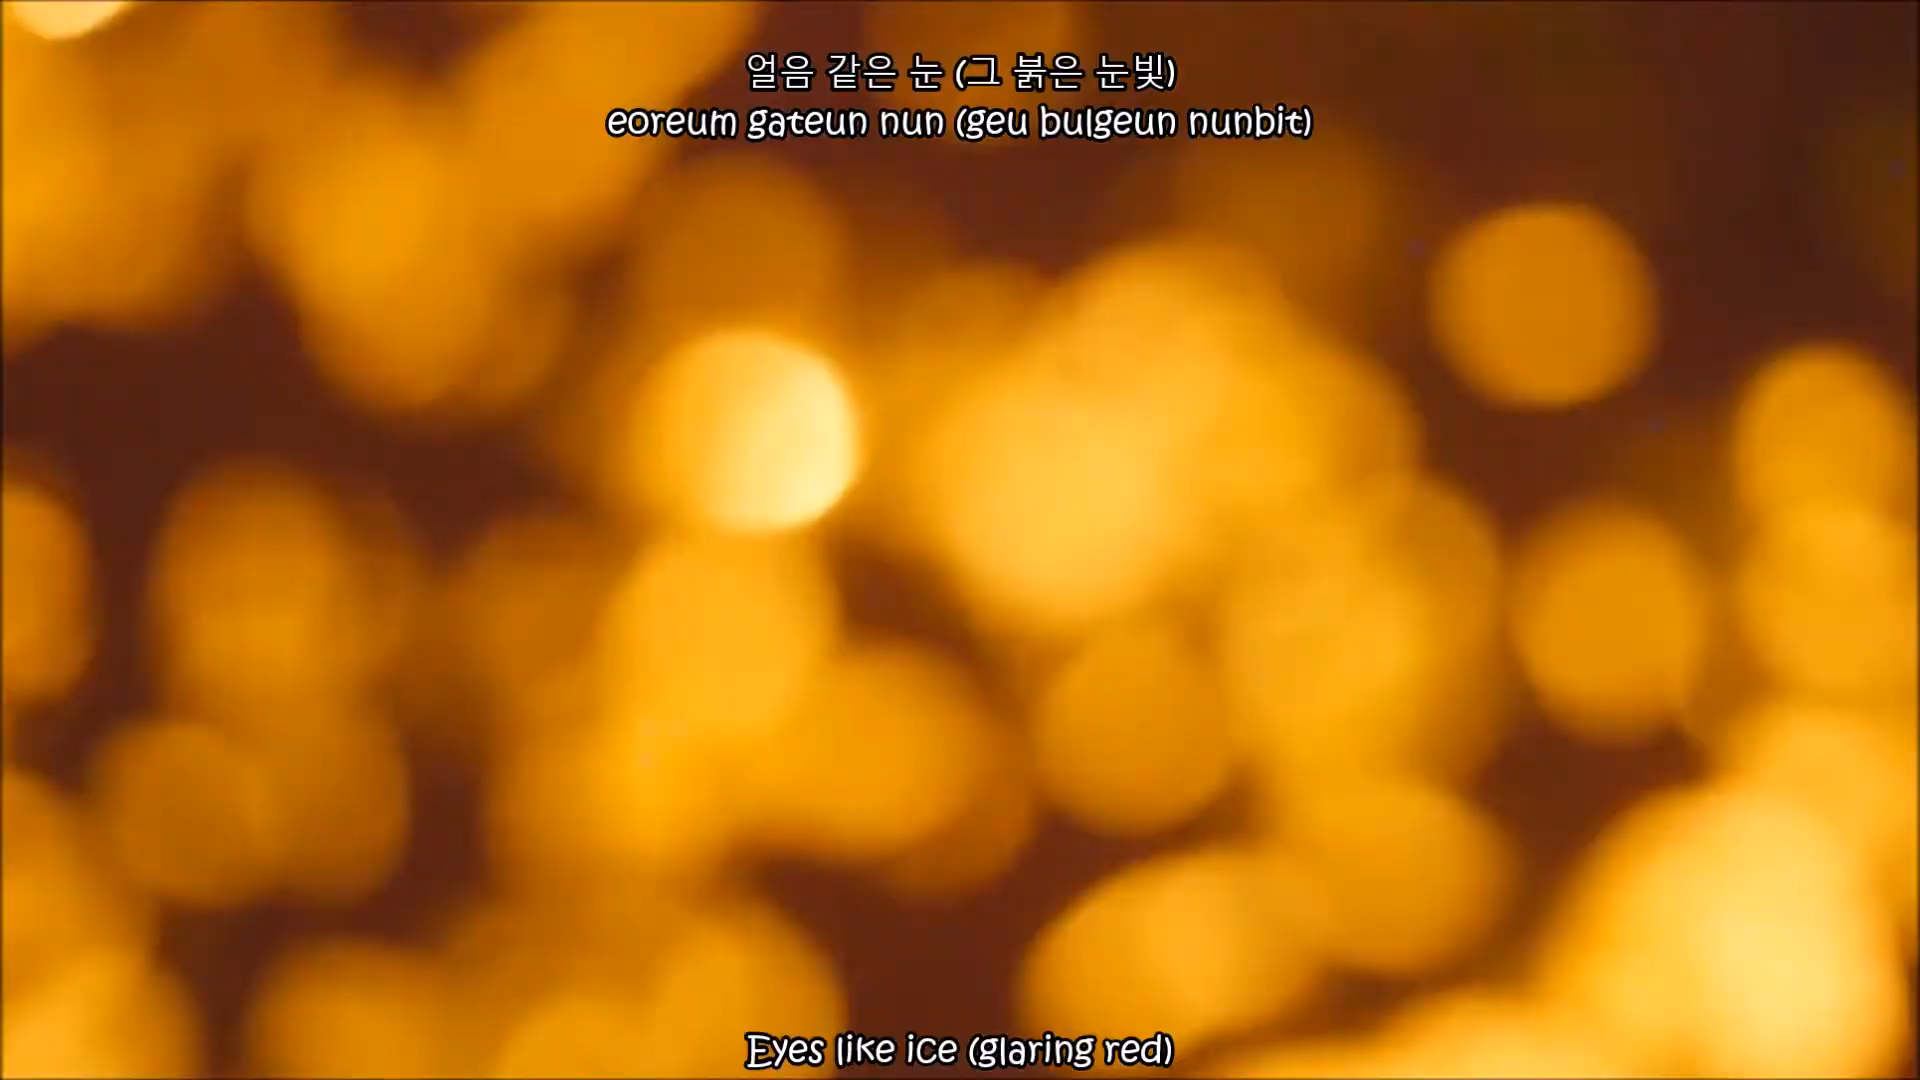 얼음 같은 눈 (그 붉은 눈빛)
eoreum gateun nun (geu bulgeun nunbit)
Eyes like ice (glaring red)